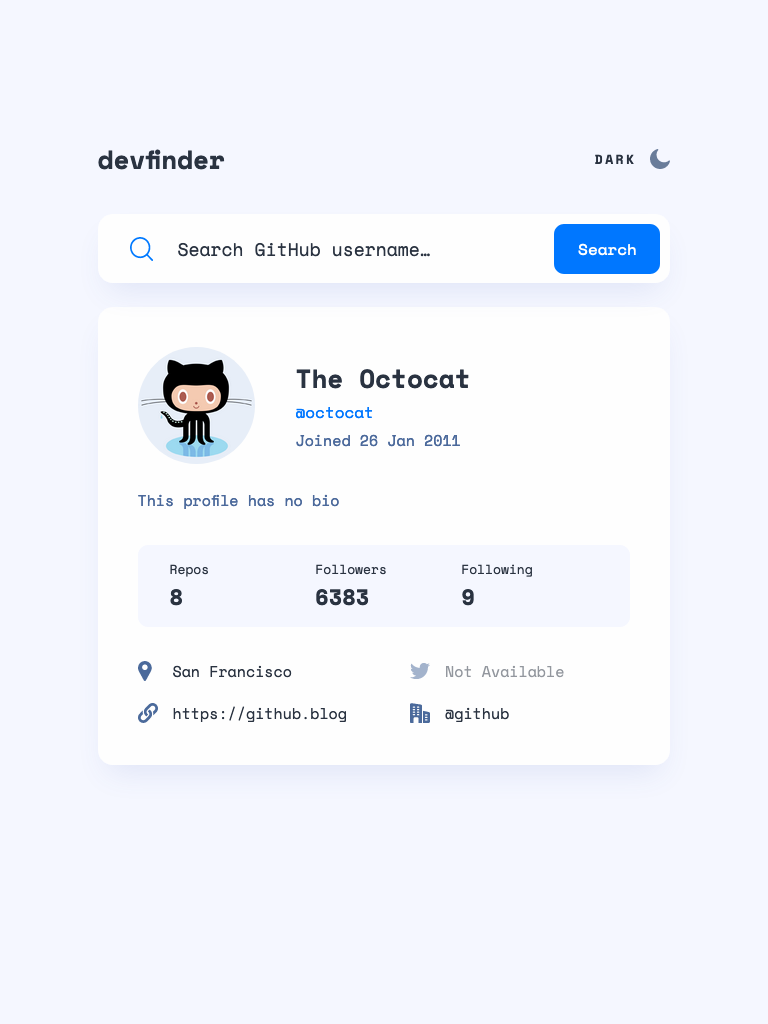 devfinder
DARK
Search GitHub username…
Search
The Octocat
@octocat
Joined 26 Jan 2011
This profile has no bio
Repos Followers Following
8 6383 9
San Francisco Not Available
https://github.blog @github